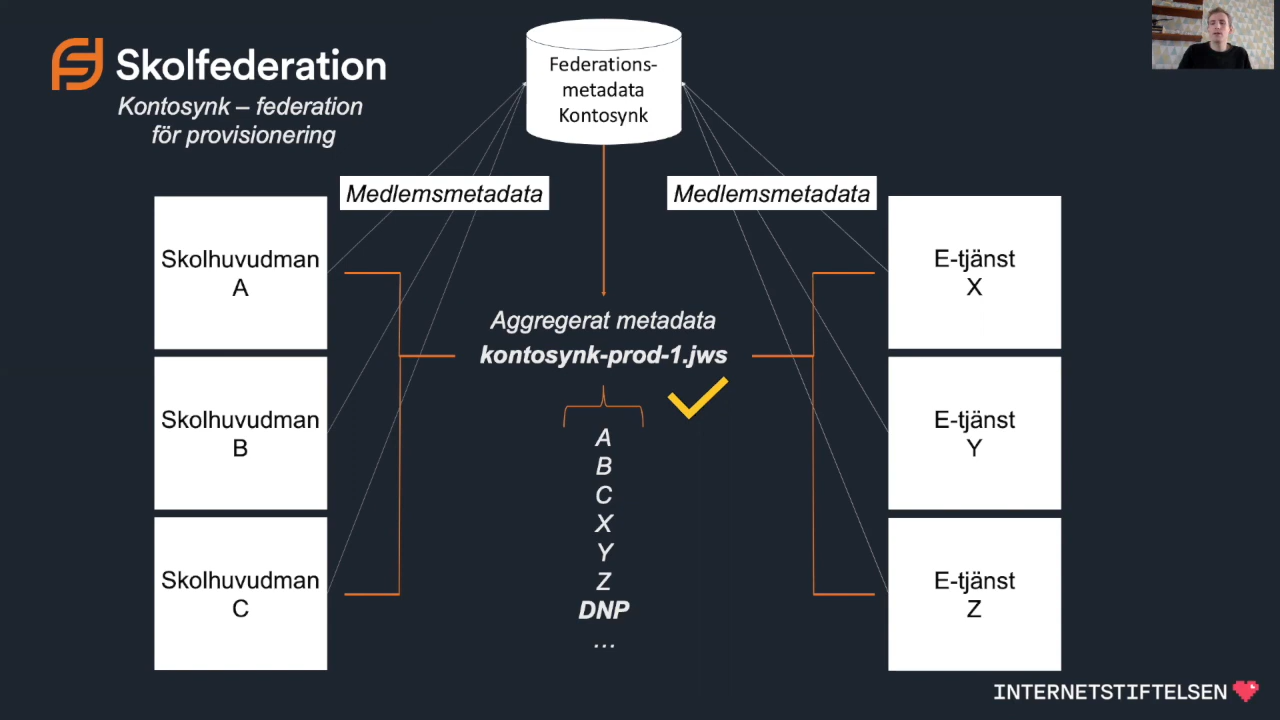 Skolfederation
Kontosynk – federation
för provisionering
Federations-
metadata
Kontosynk
Medlemsmetadata
Medlemsmetadata
Skolhuvudman
A
Skolhuvudman
B
Skolhuvudman
C
Aggregerat metadata
kontosynk-prod-1.jws
A
B
C
X
Y
Z
DNP
...
E-tjänst
X
E-tjänst
Y
E-tjänst
Z
INTERNETSTIFTELSEN